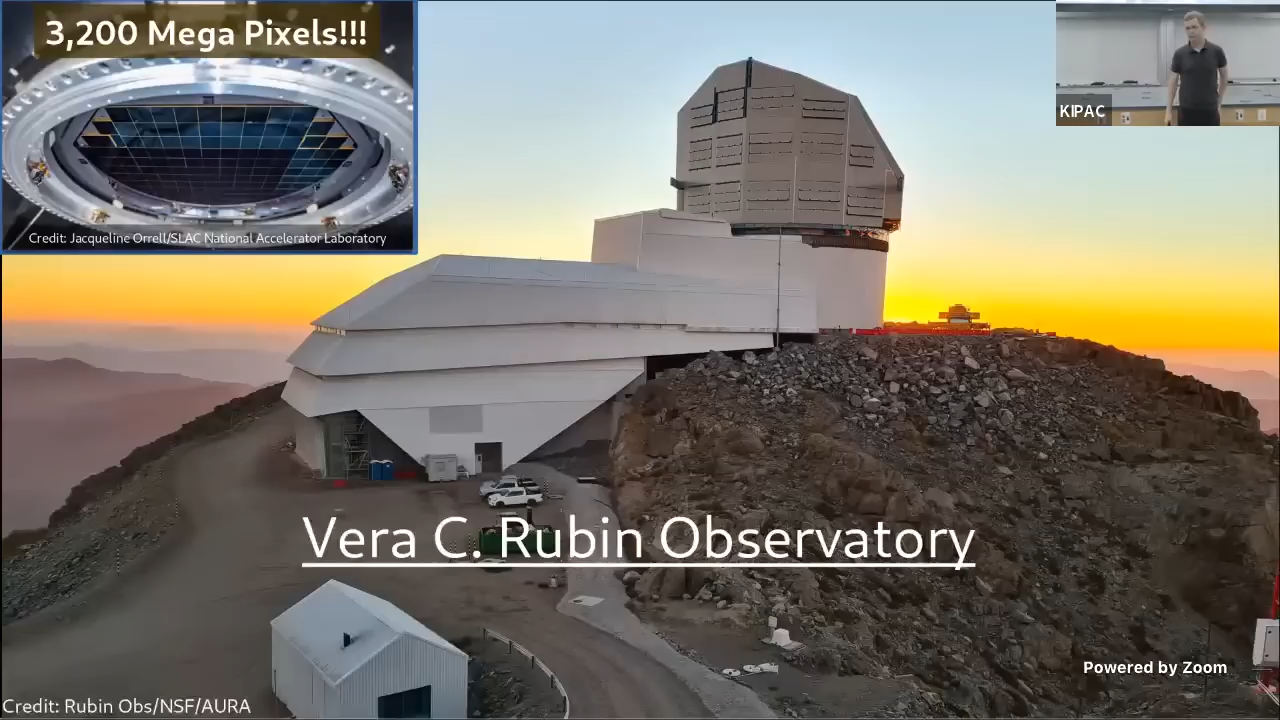 3,200 Mega Pixels!!!
Credit: Jacqueline Orrell/SLAC National Accelerator Laboratory
KIPAC
Vera C. Rubin Observatory
Powered by Zoom
Credit: Rubin Obs/NSF/AURA